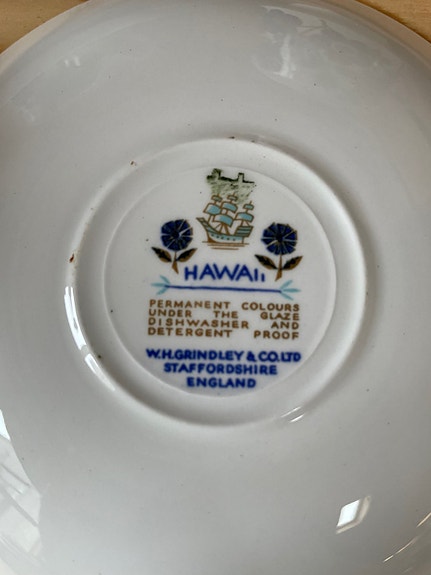 HAWAII
PERMANENT COLOURS
UNDER THE GLAZE
DISHWASHER AND
DETERGENT PROOF
W.H.GRINDLEY & CO.LTD
STAFFORDSHIRE
ENGLAND